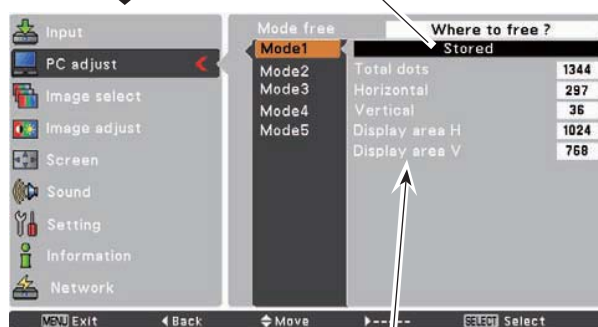 Input
PC adjust
Image select
Image adjust
Screen
Sound
Setting
Information
Network
Mode free
Mode1
Mode2
Mode3
Mode4
Mode5
Where to free ?
Stored
Total dots 1344
Horizontal 297
Vertical 36
Display area H 1024
Display area V 768
MENU Exit ◄Back Move ►----- SELECT Select